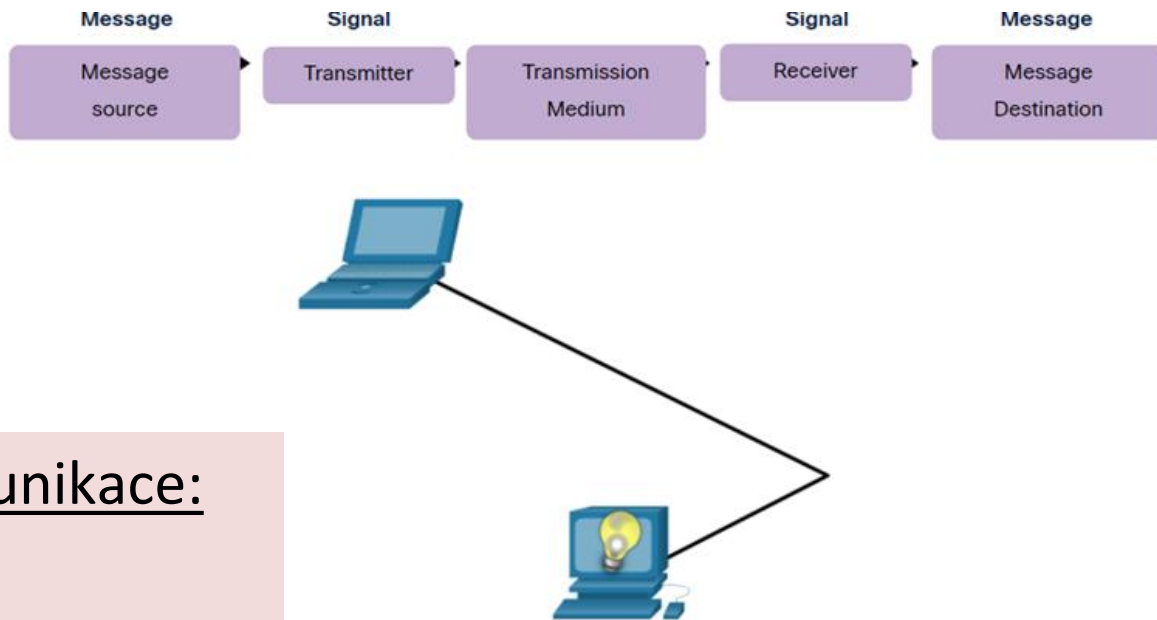 Message Signal Signal Message
Message
source
Transmitter
Transmission
Medium
Receiver
Message
Destination
unikace: